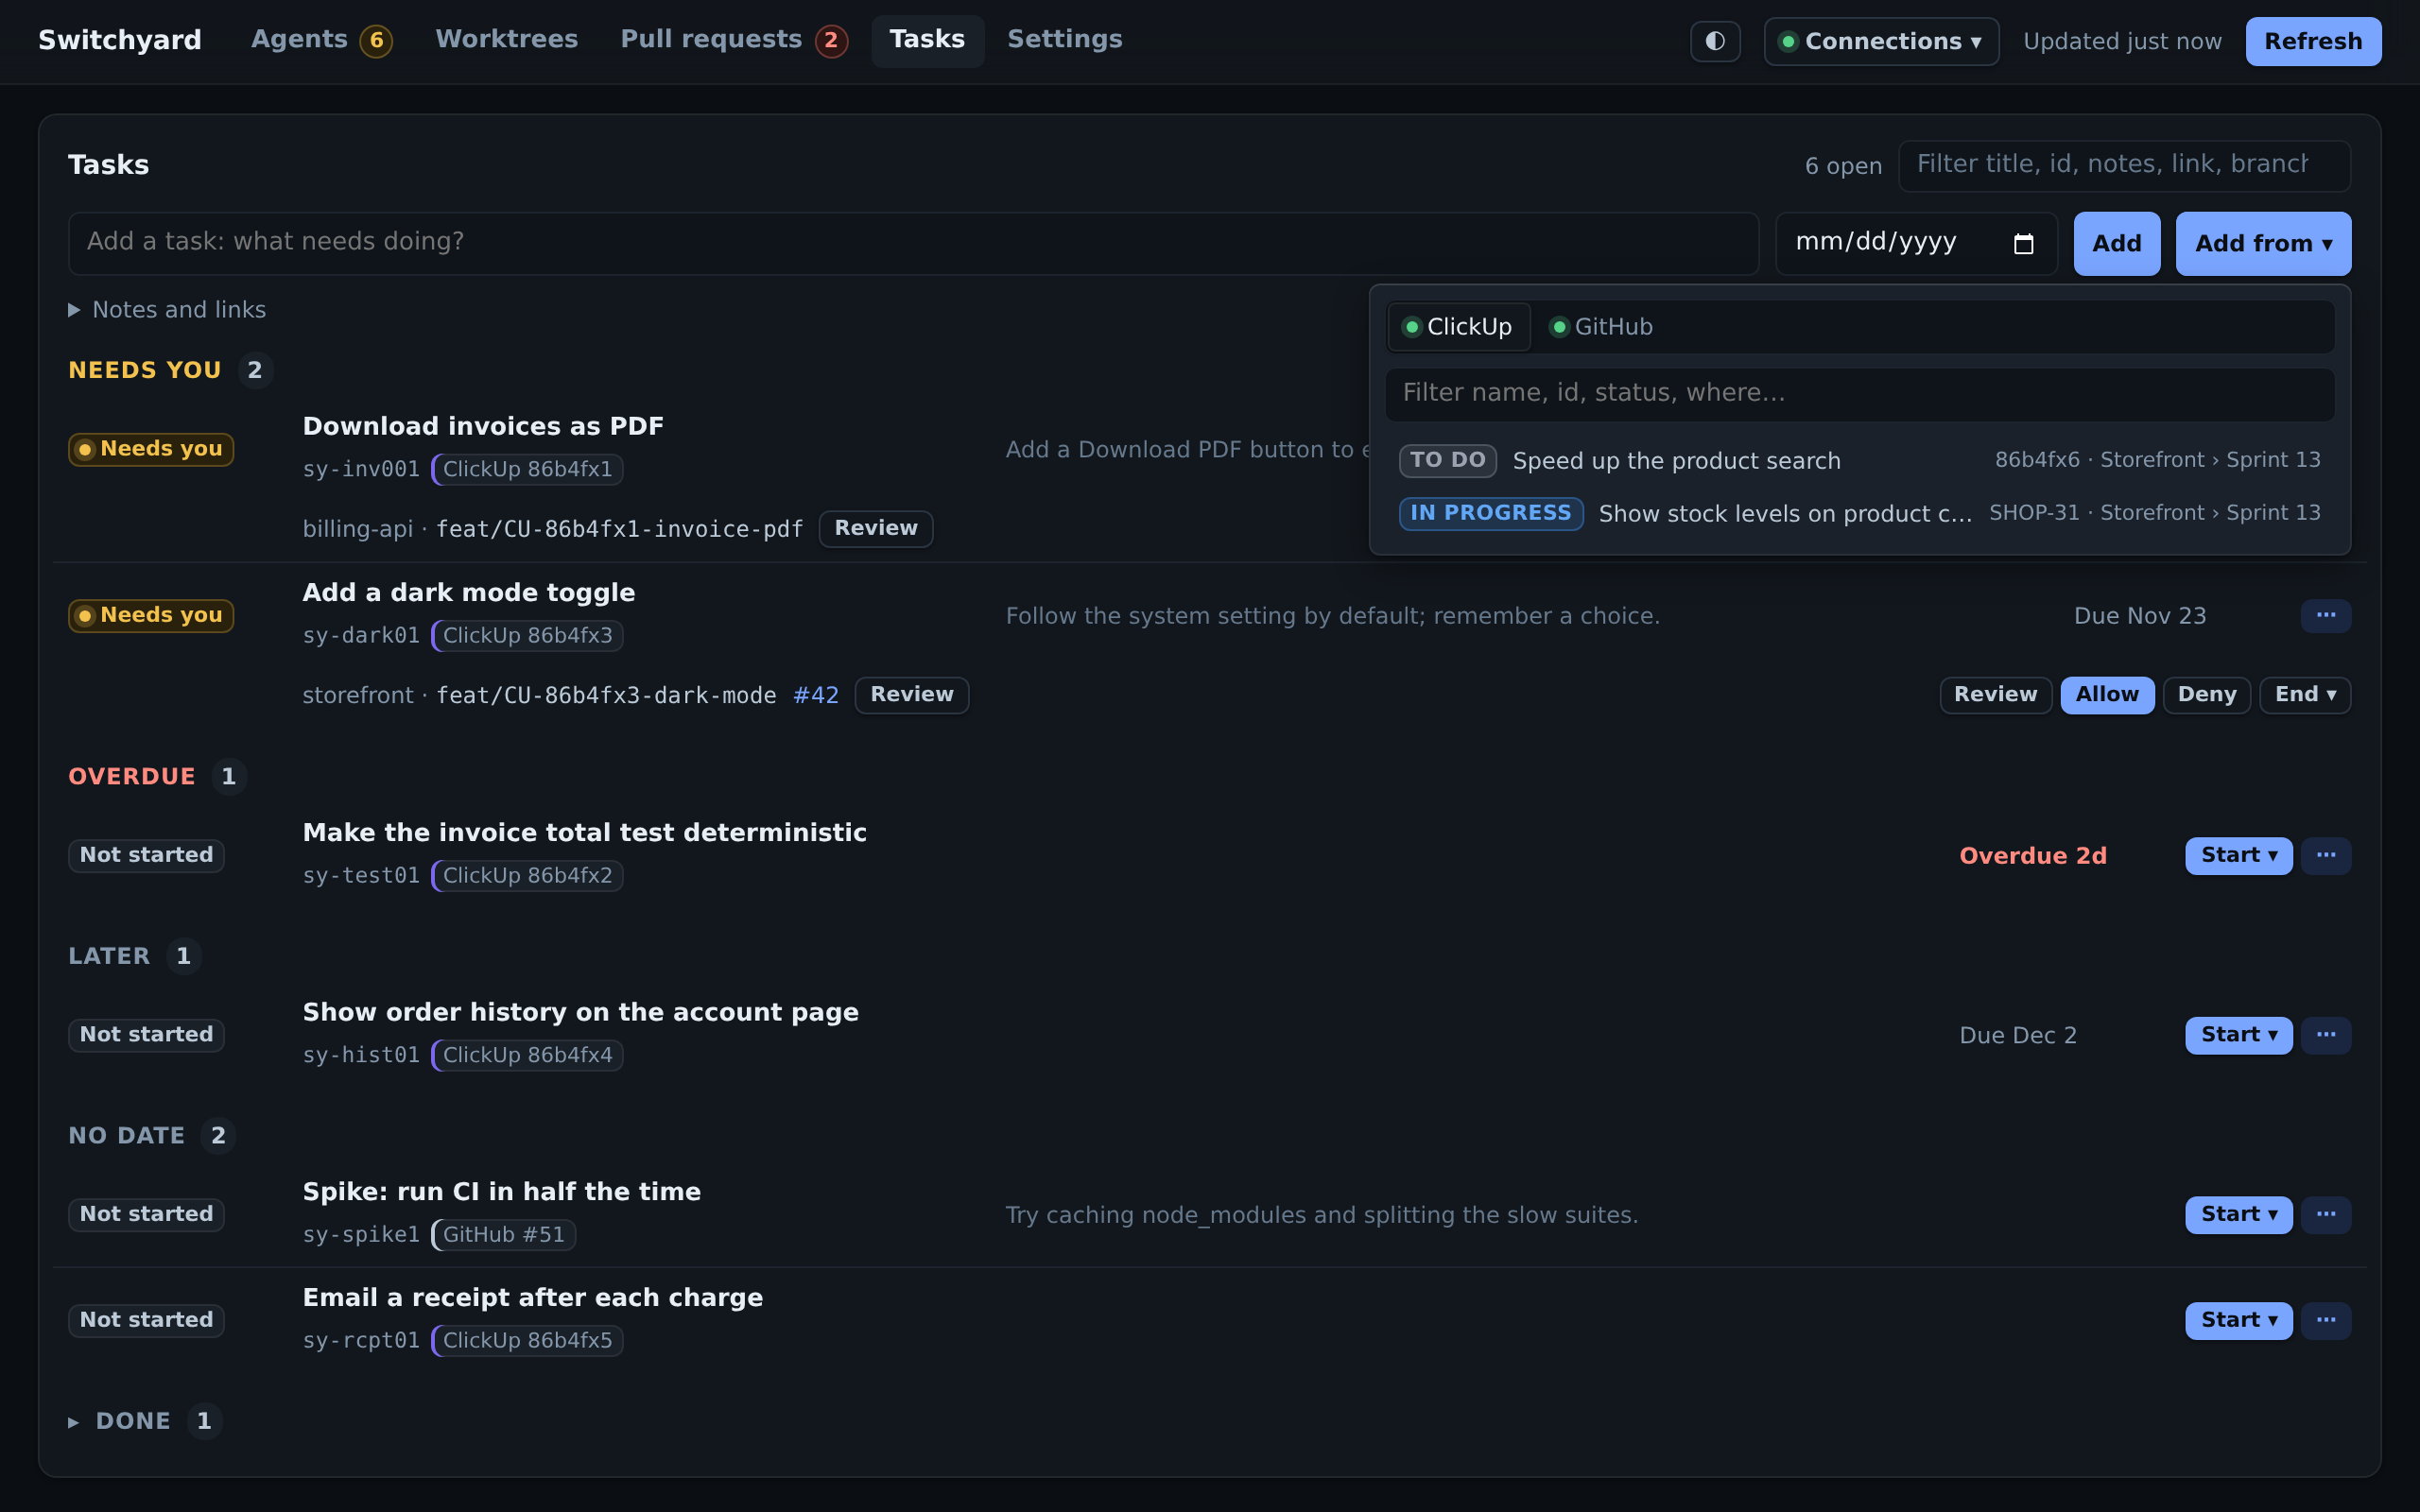 Switchyard Agents 6 Worktrees Pull requests 2 Tasks Settings Connections ▾ Updated just now Refresh
Tasks 6 open Filter title, id, notes, link, branch
Add a task: what needs doing? mm/dd/yyyy Add Add from ▾
▶ Notes and links
ClickUp GitHub
Filter name, id, status, where…
TO DO Speed up the product search 86b4fx6 · Storefront › Sprint 13
IN PROGRESS Show stock levels on product c… SHOP-31 · Storefront › Sprint 13
NEEDS YOU 2
Needs you Download invoices as PDF Add a Download PDF button to
sy-inv001 ClickUp 86b4fx1
billing-api · feat/CU-86b4fx1-invoice-pdf Review
Needs you Add a dark mode toggle Follow the system setting by default; remember a choice. Due Nov 23 ···
sy-dark01 ClickUp 86b4fx3
storefront · feat/CU-86b4fx3-dark-mode #42 Review Review Allow Deny End ▾
OVERDUE 1
Not started Make the invoice total test deterministic Overdue 2d Start ▾ ···
sy-test01 ClickUp 86b4fx2
LATER 1
Not started Show order history on the account page Due Dec 2 Start ▾ ···
sy-hist01 ClickUp 86b4fx4
NO DATE 2
Not started Spike: run CI in half the time Try caching node_modules and splitting the slow suites. Start ▾ ···
sy-spike1 GitHub #51
Not started Email a receipt after each charge Start ▾ ···
sy-rcpt01 ClickUp 86b4fx5
▸ DONE 1